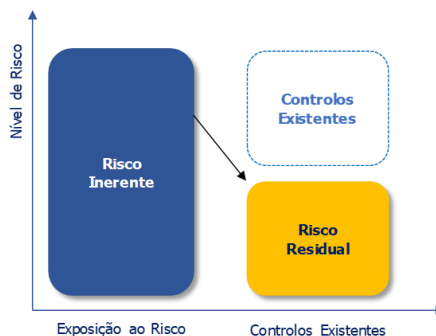 Nível de Risco
Risco
Inerente
Controlos
Existentes
Risco
Residual
Exposição ao Risco
Controlos Existentes